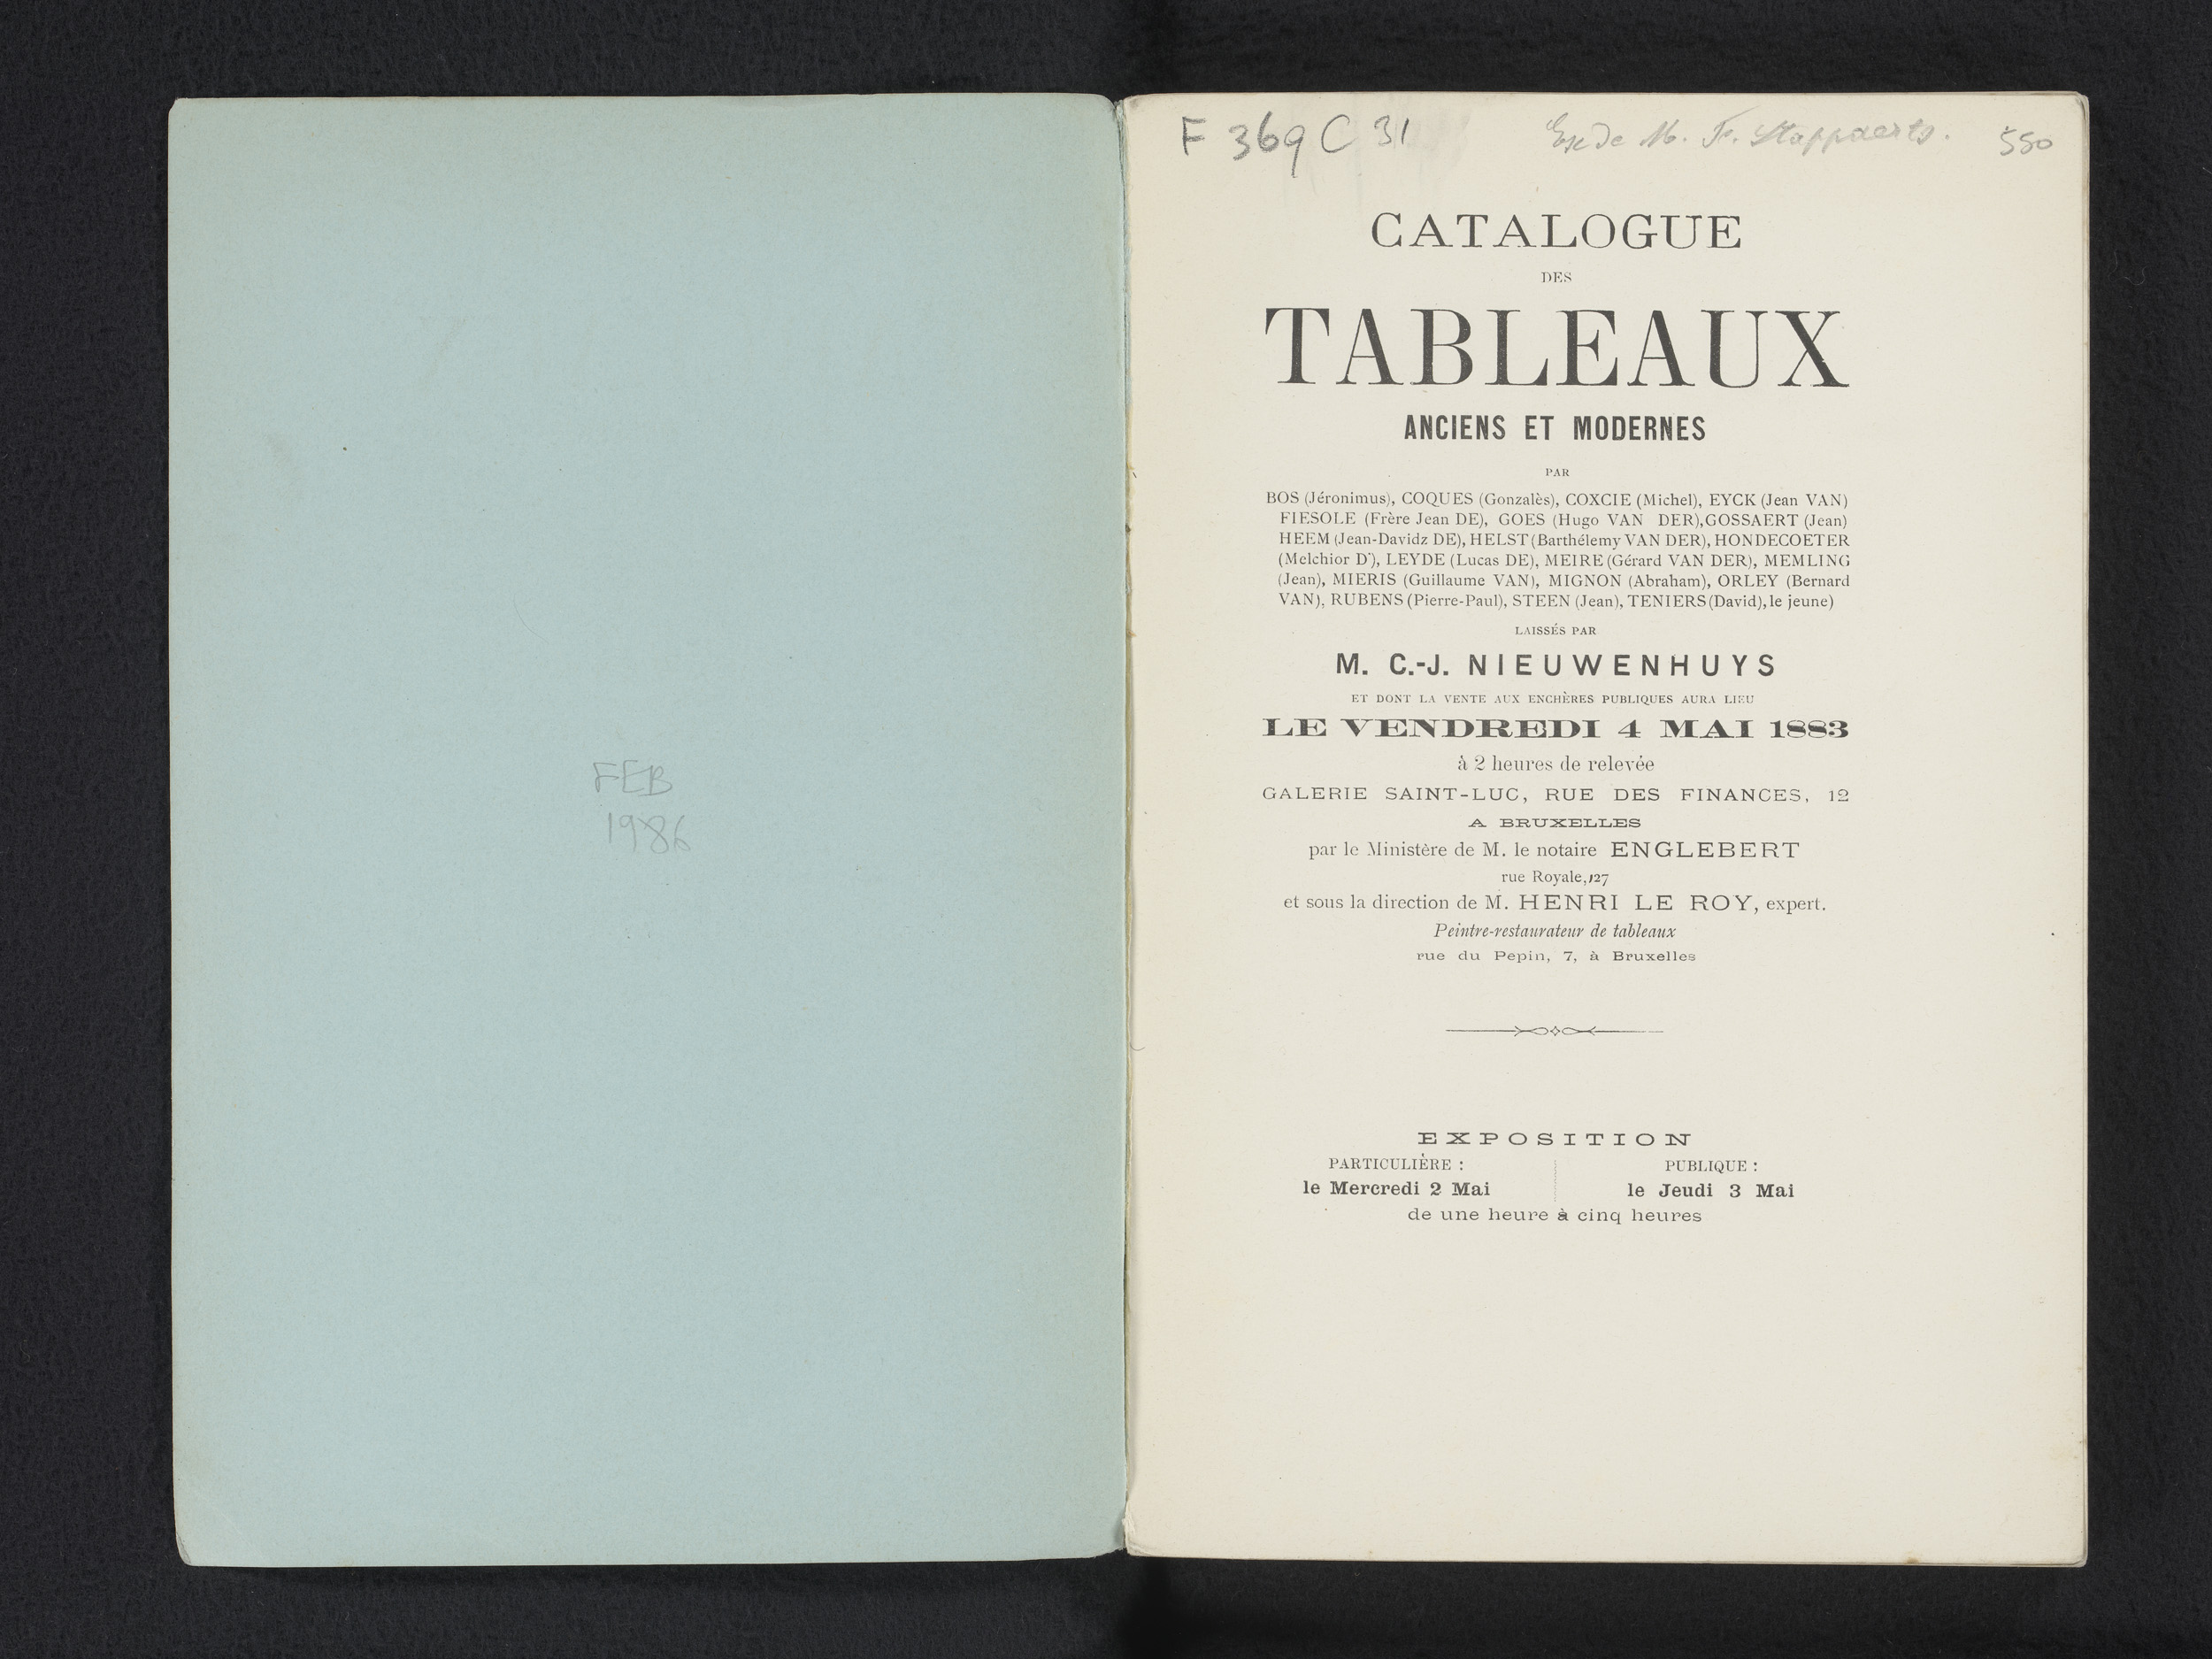 FEB
1986
F 369 C 31 Ex de M. F. Stappaerts. 550
CATALOGUE
DES
TABLEAUX
ANCIENS ET MODERNES
PAR
BOS (Jéronimus), COQUES (Gonzalès), COXCIE (Michel), EYCK (Jean VAN)
FIESOLE (Frère Jean DE), GOES (Hugo VAN DER), GOSSAERT (Jean)
HEEM (Jean-Davidz DE), HELST (Barthélemy VAN DER), HONDECOETER
(Melchior D'), LEYDE (Lucas DE), MEIRE (Gérard VAN DER), MEMLING
(Jean), MIERIS (Guillaume VAN), MIGNON (Abraham), ORLEY (Bernard
VAN), RUBENS (Pierre-Paul), STEEN (Jean), TENIERS (David), le jeune)
LAISSÉS PAR
M. C.-J. NIEUWENHUYS
ET DONT LA VENTE AUX ENCHÈRES PUBLIQUES AURA LIEU
LE VENDREDI 4 MAI 1883
à 2 heures de relevée
GALERIE SAINT-LUC, RUE DES FINANCES, 12
A BRUXELLES
par le Ministère de M. le notaire ENGLEBERT
rue Royale, 127
et sous la direction de M. HENRI LE ROY, expert.
Peintre-restaurateur de tableaux
rue du Pepin, 7, à Bruxelles
EXPOSITION
PARTICULIÈRE : PUBLIQUE :
le Mercredi 2 Mai le Jeudi 3 Mai
de une heure à cinq heures